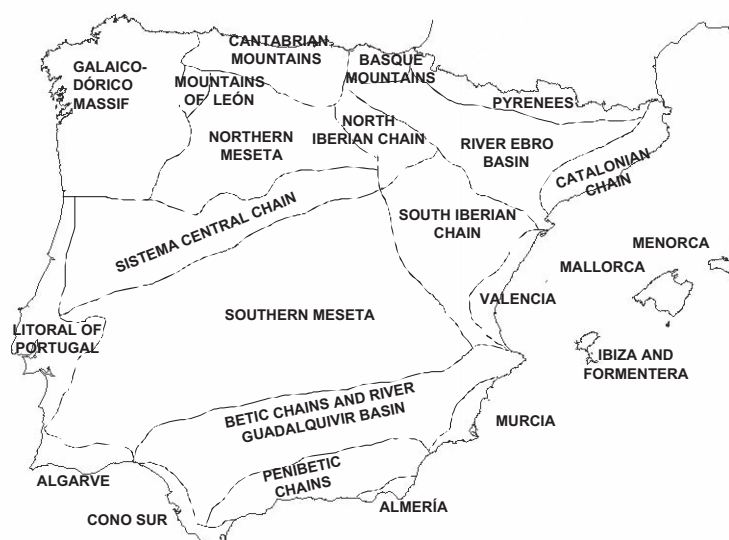 CANTABRIAN
MOUNTAINS
BASQUE
MOUNTAINS
GALAICO-
DÓRICO
MASSIF
MOUNTAINS
OF LEÓN
PYRENEES
NORTHERN
MESETA
NORTH
IBERIAN CHAIN
RIVER EBRO
BASIN
CATALONIAN
CHAIN
SISTEMA CENTRAL CHAIN
SOUTH IBERIAN
CHAIN
MENORCA
MALLORCA
VALENCIA
SOUTHERN MESETA
LITORAL OF
PORTUGAL
IBIZA AND
FORMENTERA
BETIC CHAINS AND RIVER
GUADALQUIVIR BASIN
MURCIA
PENIBETIC
CHAINS
ALGARVE
ALMERÍA
CONO SUR